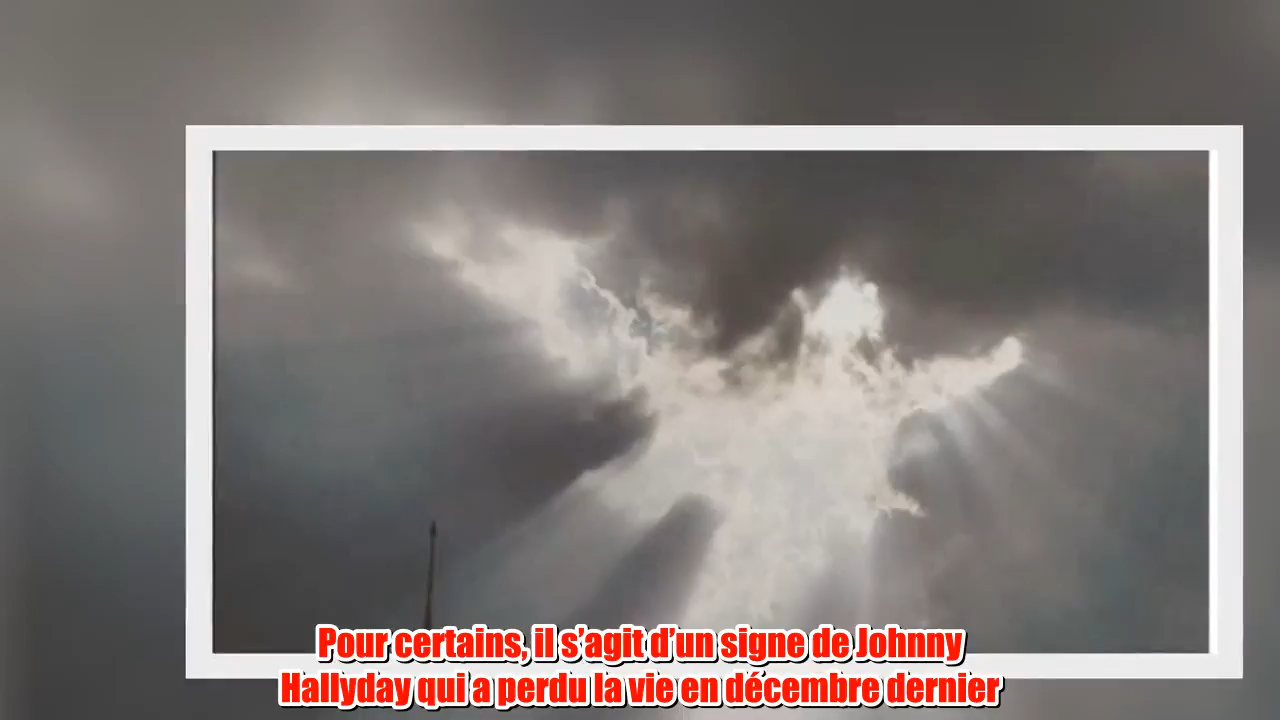 Pour certains, il s’agit d’un signe de Johnny
Hallyday qui a perdu la vie en décembre dernier